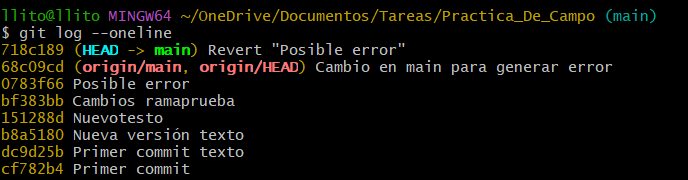 llito@llito MINGW64 ~/OneDrive/Documentos/Tareas/Practica_De_Campo (main)
$ git log --oneline
718c189 (HEAD -> main) Revert "Posible error"
68c09cd (origin/main, origin/HEAD) Cambio en main para generar error
0783f66 Posible error
bf383bb Cambios ramaprueba
151288d Nuevotesto
b8a5180 Nueva versión texto
dc9d25b Primer commit texto
cf782b4 Primer commit